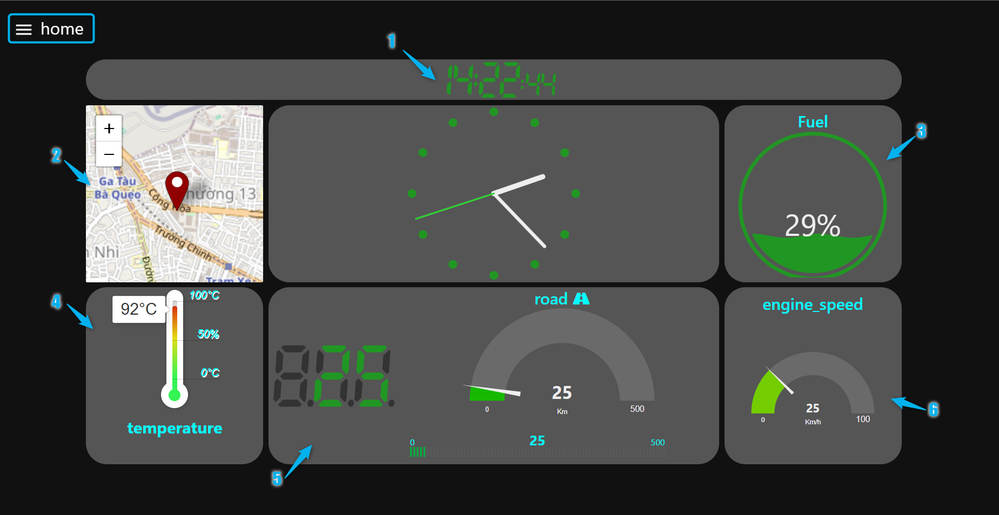 home
1
14:22:44
+
−
2
Ga Tàu
Bà Quẹo
Cộng Hòa
Phường 13
Trường Chinh
n Nhì
Đườn
Tram Xe
Fuel
3
29%
4
100°C
92°C
50%
0°C
temperature
road
25
25
Km
0
500
0
25
500
5
engine_speed
25
Km/h
0
100
6